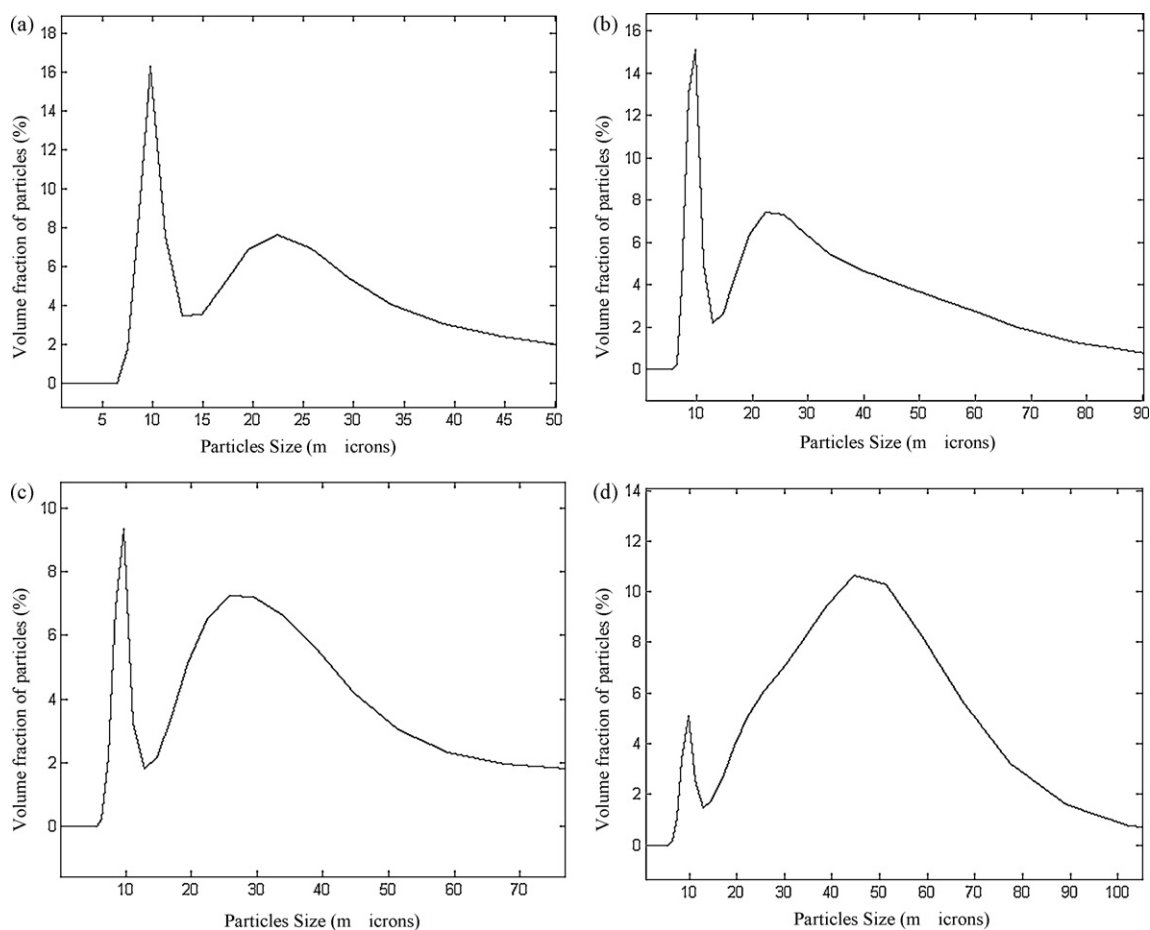 (a)
18
16
14
12
10
8
6
4
2
0
Volume fraction of particles (%)
5 10 15 20 25 30 35 40 45 50
Particles Size (m icrons)
(b)
16
14
12
10
8
6
4
2
0
Volume fraction of particles (%)
10 20 30 40 50 60 70 80 90
Particles Size (m icrons)
(c)
10
8
6
4
2
0
Volume fraction of particles (%)
10 20 30 40 50 60 70
Particles Size (m icrons)
(d)
14
12
10
8
6
4
2
0
Volume fraction of particles (%)
10 20 30 40 50 60 70 80 90 100
Particles Size (m icrons)